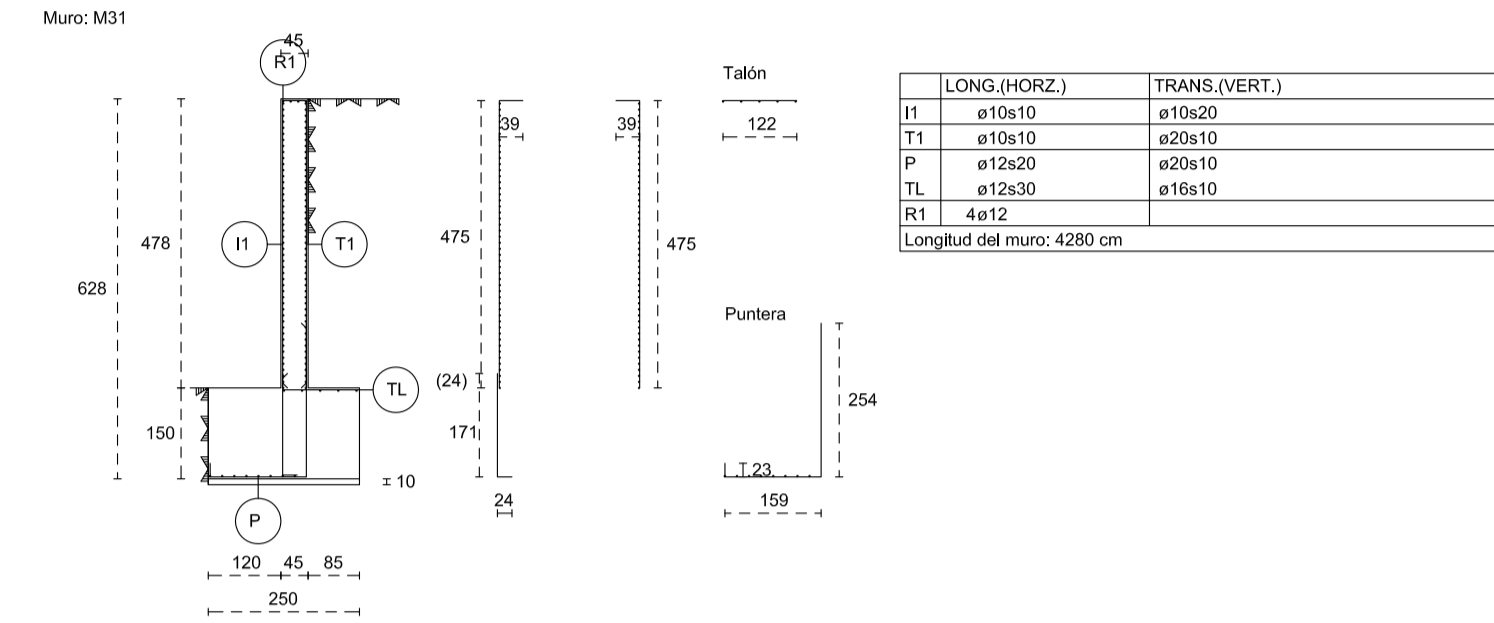 Muro: M31
45
R1
Talón
39
39
122
LONG.(HORZ.) TRANS.(VERT.)
I1 ø10s10 ø10s20
T1 ø10s10 ø20s10
P ø12s20 ø20s10
TL ø12s30 ø16s10
R1 4ø12
Longitud del muro: 4280 cm
478
I1
T1
475
475
628
Puntera
(24)
TL
254
150
171
10
23
24
159
P
120 45 85
250